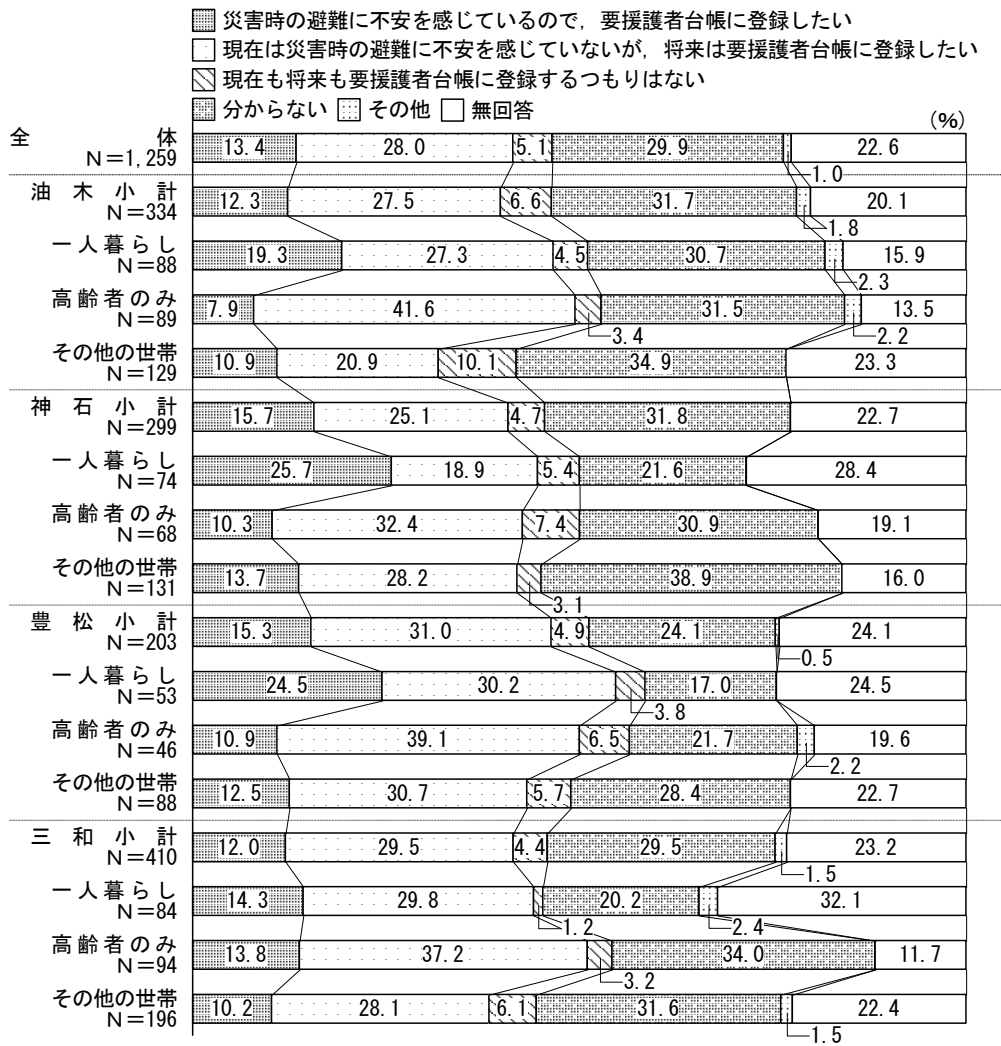 災害時の避難に不安を感じているので，要援護者台帳に登録したい
現在は災害時の避難に不安を感じていないが，将来は要援護者台帳に登録したい
現在も将来も要援護者台帳に登録するつもりはない
分からない その他 無回答
(%)
全体
N=1,259
13.4 28.0 5.1 29.9 1.0 22.6
油木小計
N=334
12.3 27.5 6.6 31.7 1.8 20.1
一人暮らし
N=88
19.3 27.3 4.5 30.7 2.3 15.9
高齢者のみ
N=89
7.9 41.6 3.4 31.5 2.2 13.5
その他の世帯
N=129
10.9 20.9 10.1 34.9 23.3
神石小計
N=299
15.7 25.1 4.7 31.8 22.7
一人暮らし
N=74
25.7 18.9 5.4 21.6 28.4
高齢者のみ
N=68
10.3 32.4 7.4 30.9 19.1
その他の世帯
N=131
13.7 28.2 3.1 38.9 16.0
豊松小計
N=203
15.3 31.0 4.9 24.1 0.5 24.1
一人暮らし
N=53
24.5 30.2 3.8 17.0 24.5
高齢者のみ
N=46
10.9 39.1 6.5 21.7 2.2 19.6
その他の世帯
N=88
12.5 30.7 5.7 28.4 22.7
三和小計
N=410
12.0 29.5 4.4 29.5 1.5 23.2
一人暮らし
N=84
14.3 29.8 1.2 20.2 2.4 32.1
高齢者のみ
N=94
13.8 37.2 3.2 34.0 11.7
その他の世帯
N=196
10.2 28.1 6.1 31.6 1.5 22.4